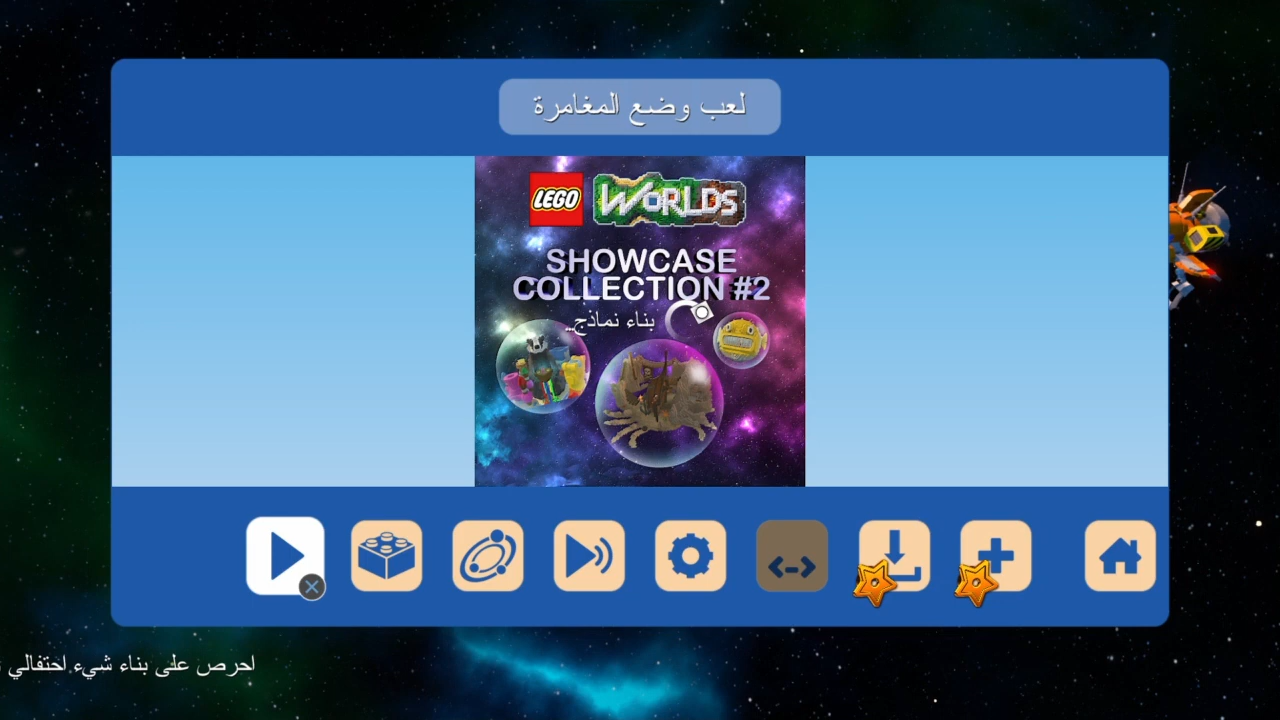 لعب وضع المغامرة
LEGO WORLDS
SHOWCASE
COLLECTION #2
بناء نماذج...
احرص على بناء شيء احتفالي